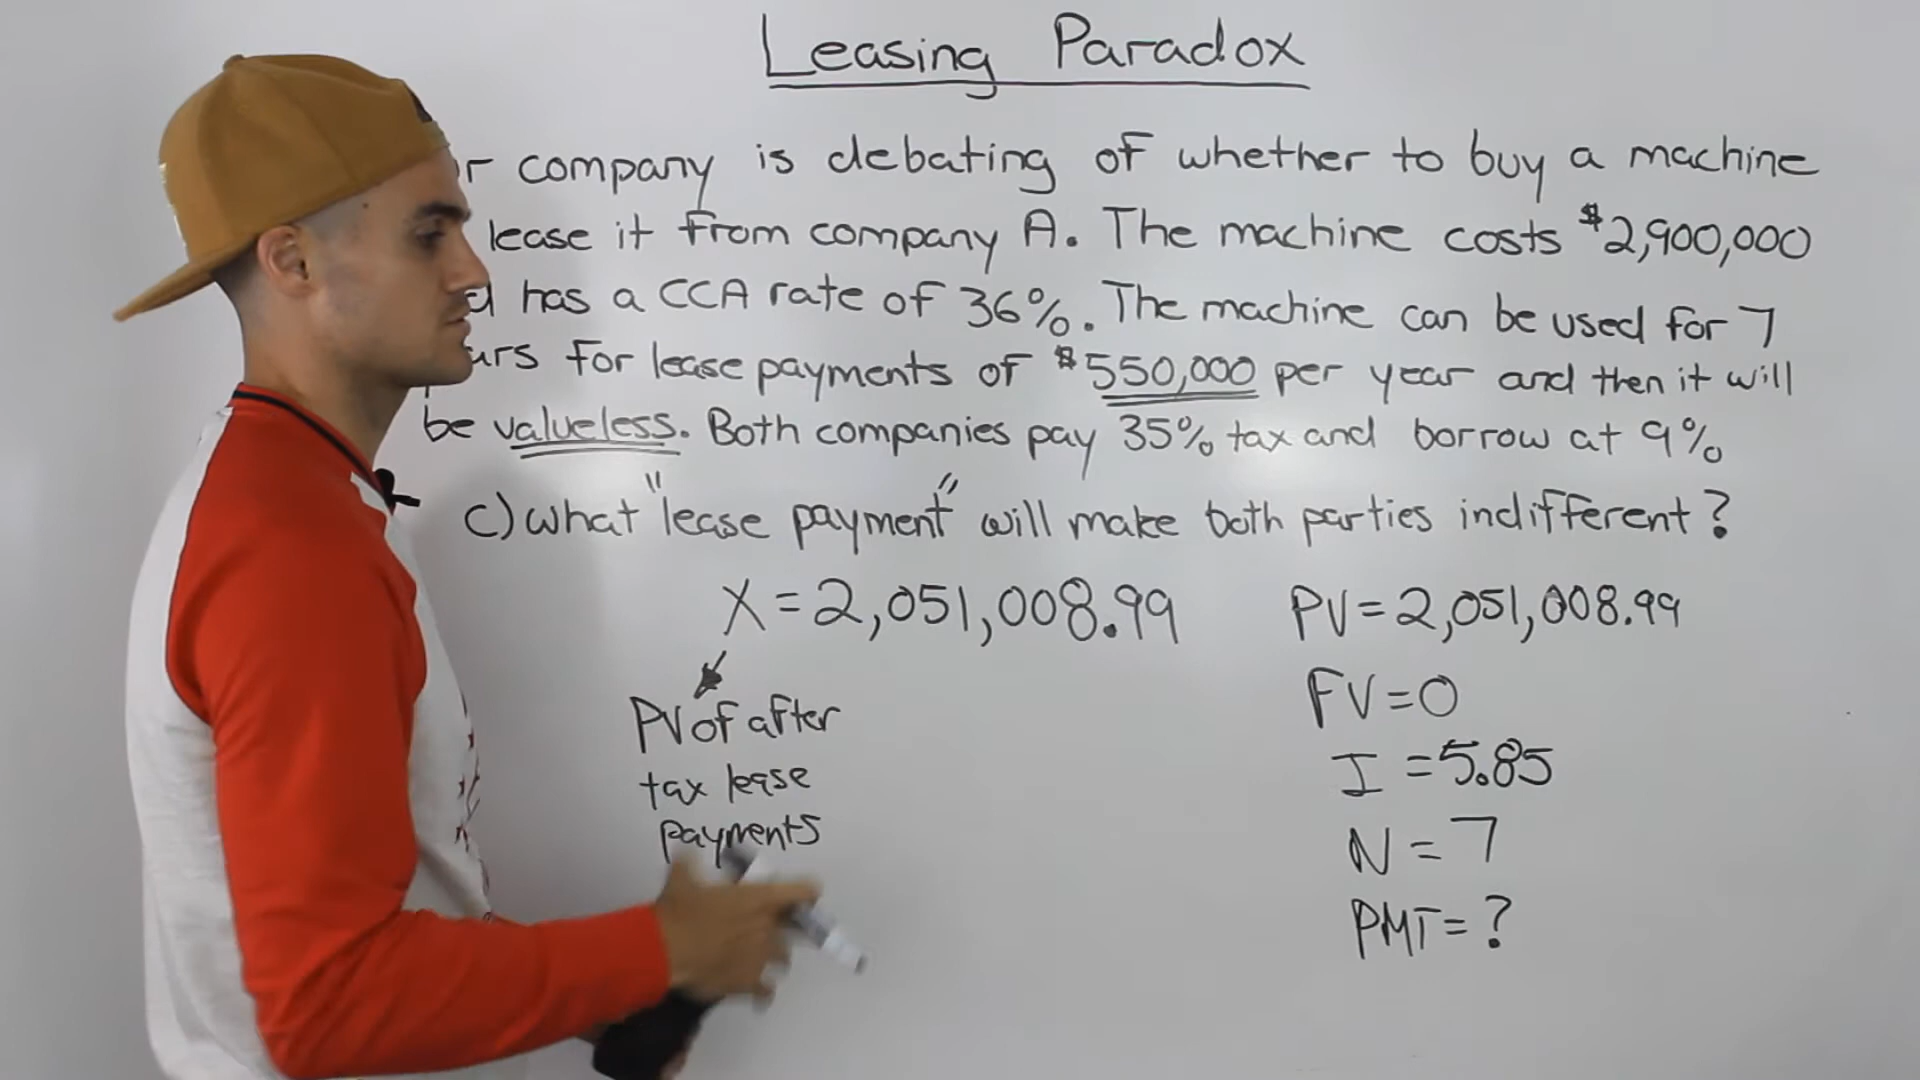 Leasing Paradox
r company is debating of whether to buy a machine
lease it from company A. The machine costs $2,900,000
d has a CCA rate of 36%. The machine can be used for 7
ars for lease payments of $550,000 per year and then it will
be valueless. Both companies pay 35% tax and borrow at 9%
c) what "lease payment" will make both parties indifferent?
X = 2,051,008.99
PV of after
tax lease
payments
PV = 2,051,008.99
FV = 0
I = 5.85
N = 7
PMT = ?